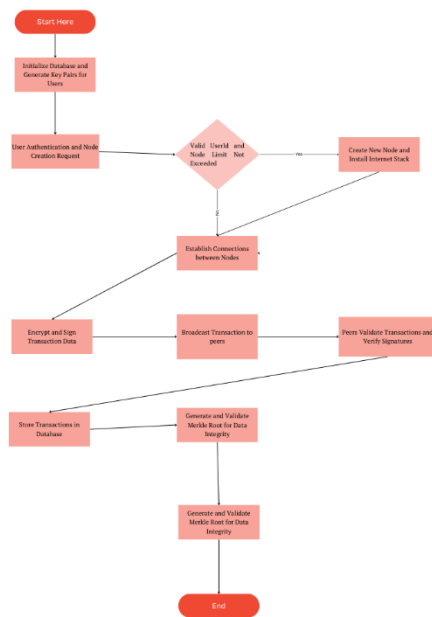 Start Here
Initialize Database and
Generate Key Pairs for
Users
User Authentication and Node
Creation Request
Valid UserId and
Node Limit Not
Exceeded
Yes
Create New Node and
Install Internet Stack
Establish Connections
between Nodes
Encrypt and Sign
Transaction Data
Broadcast Transaction to
peers
Peers Validate Transactions and
Verify Signatures
Store Transactions in
Database
Generate and Validate
Merkle Root for Data
Integrity
Generate and Validate
Merkle Root for Data
Integrity
End